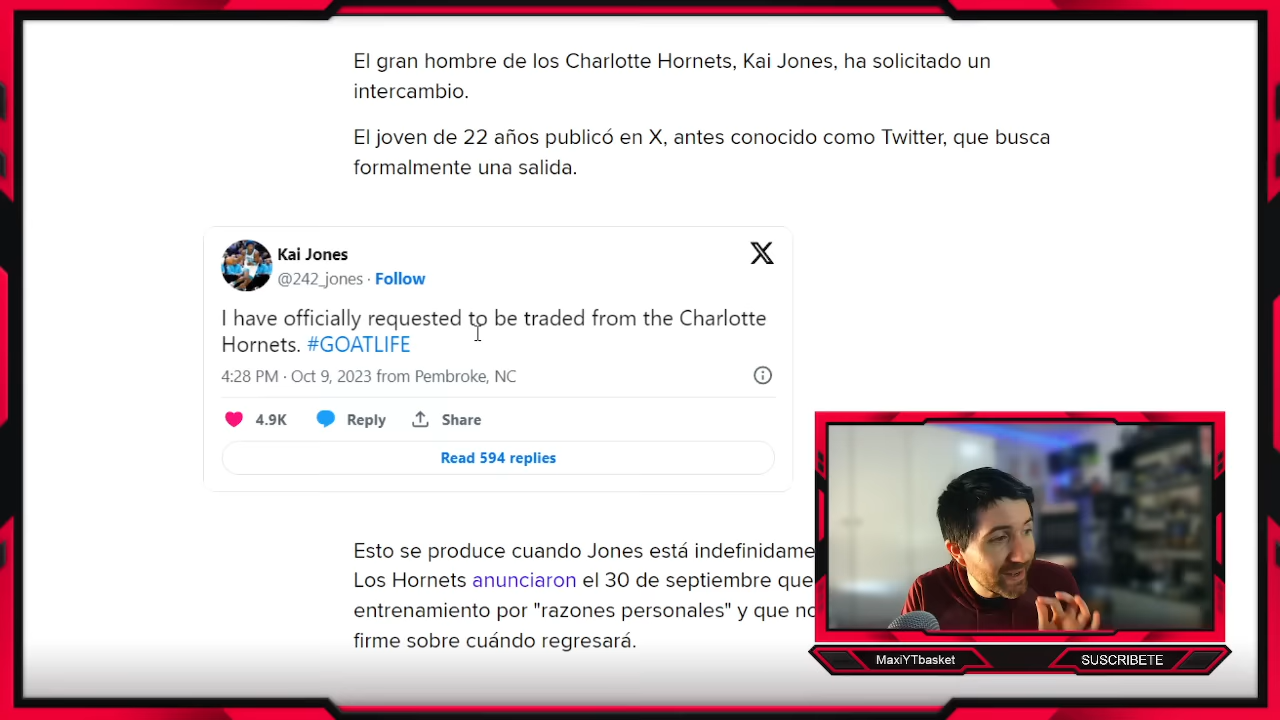 El gran hombre de los Charlotte Hornets, Kai Jones, ha solicitado un
intercambio.
El joven de 22 años publicó en X, antes conocido como Twitter, que busca
formalmente una salida.
Kai Jones
@242_jones · Follow
I have officially requested to be traded from the Charlotte
Hornets. #GOATLIFE
4:28 PM · Oct 9, 2023 from Pembroke, NC
4.9K Reply Share
Read 594 replies
Esto se produce cuando Jones está indefinidame
Los Hornets anunciaron el 30 de septiembre que
entrenamiento por "razones personales" y que no
firme sobre cuándo regresará.
MaxiYTbasket
SUSCRIBETE